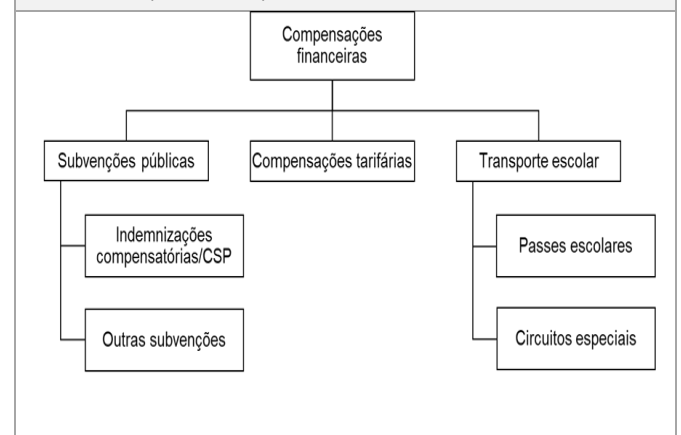 Compensações
financeiras
Subvenções públicas
Compensações tarifárias
Transporte escolar
Indemnizações
compensatórias/CSP
Passes escolares
Outras subvenções
Circuitos especiais